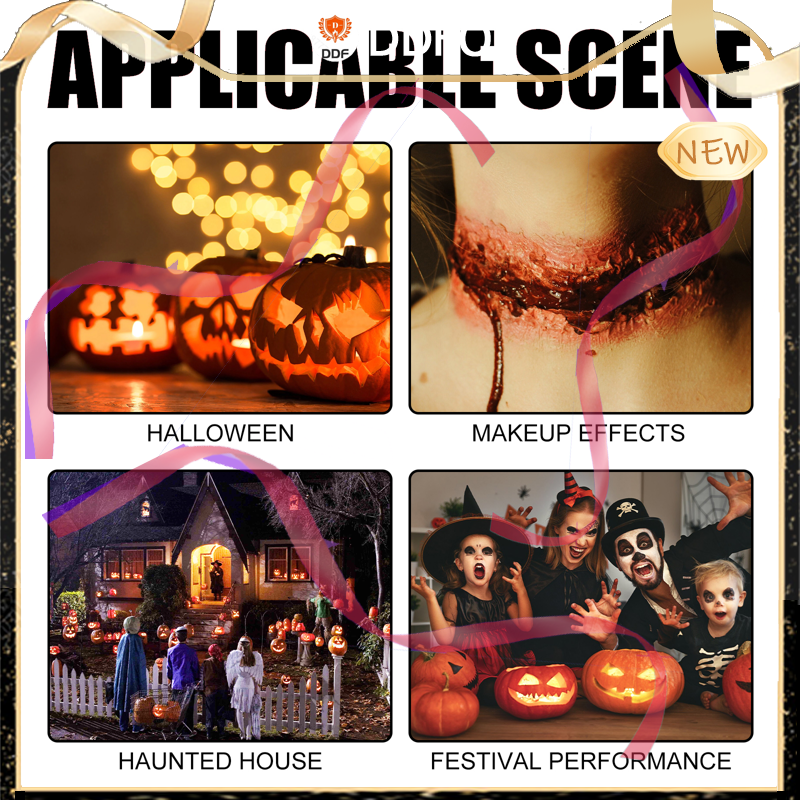 DDF
APPLICABLE SCENE
NEW
HALLOWEEN
MAKEUP EFFECTS
HAUNTED HOUSE
FESTIVAL PERFORMANCE